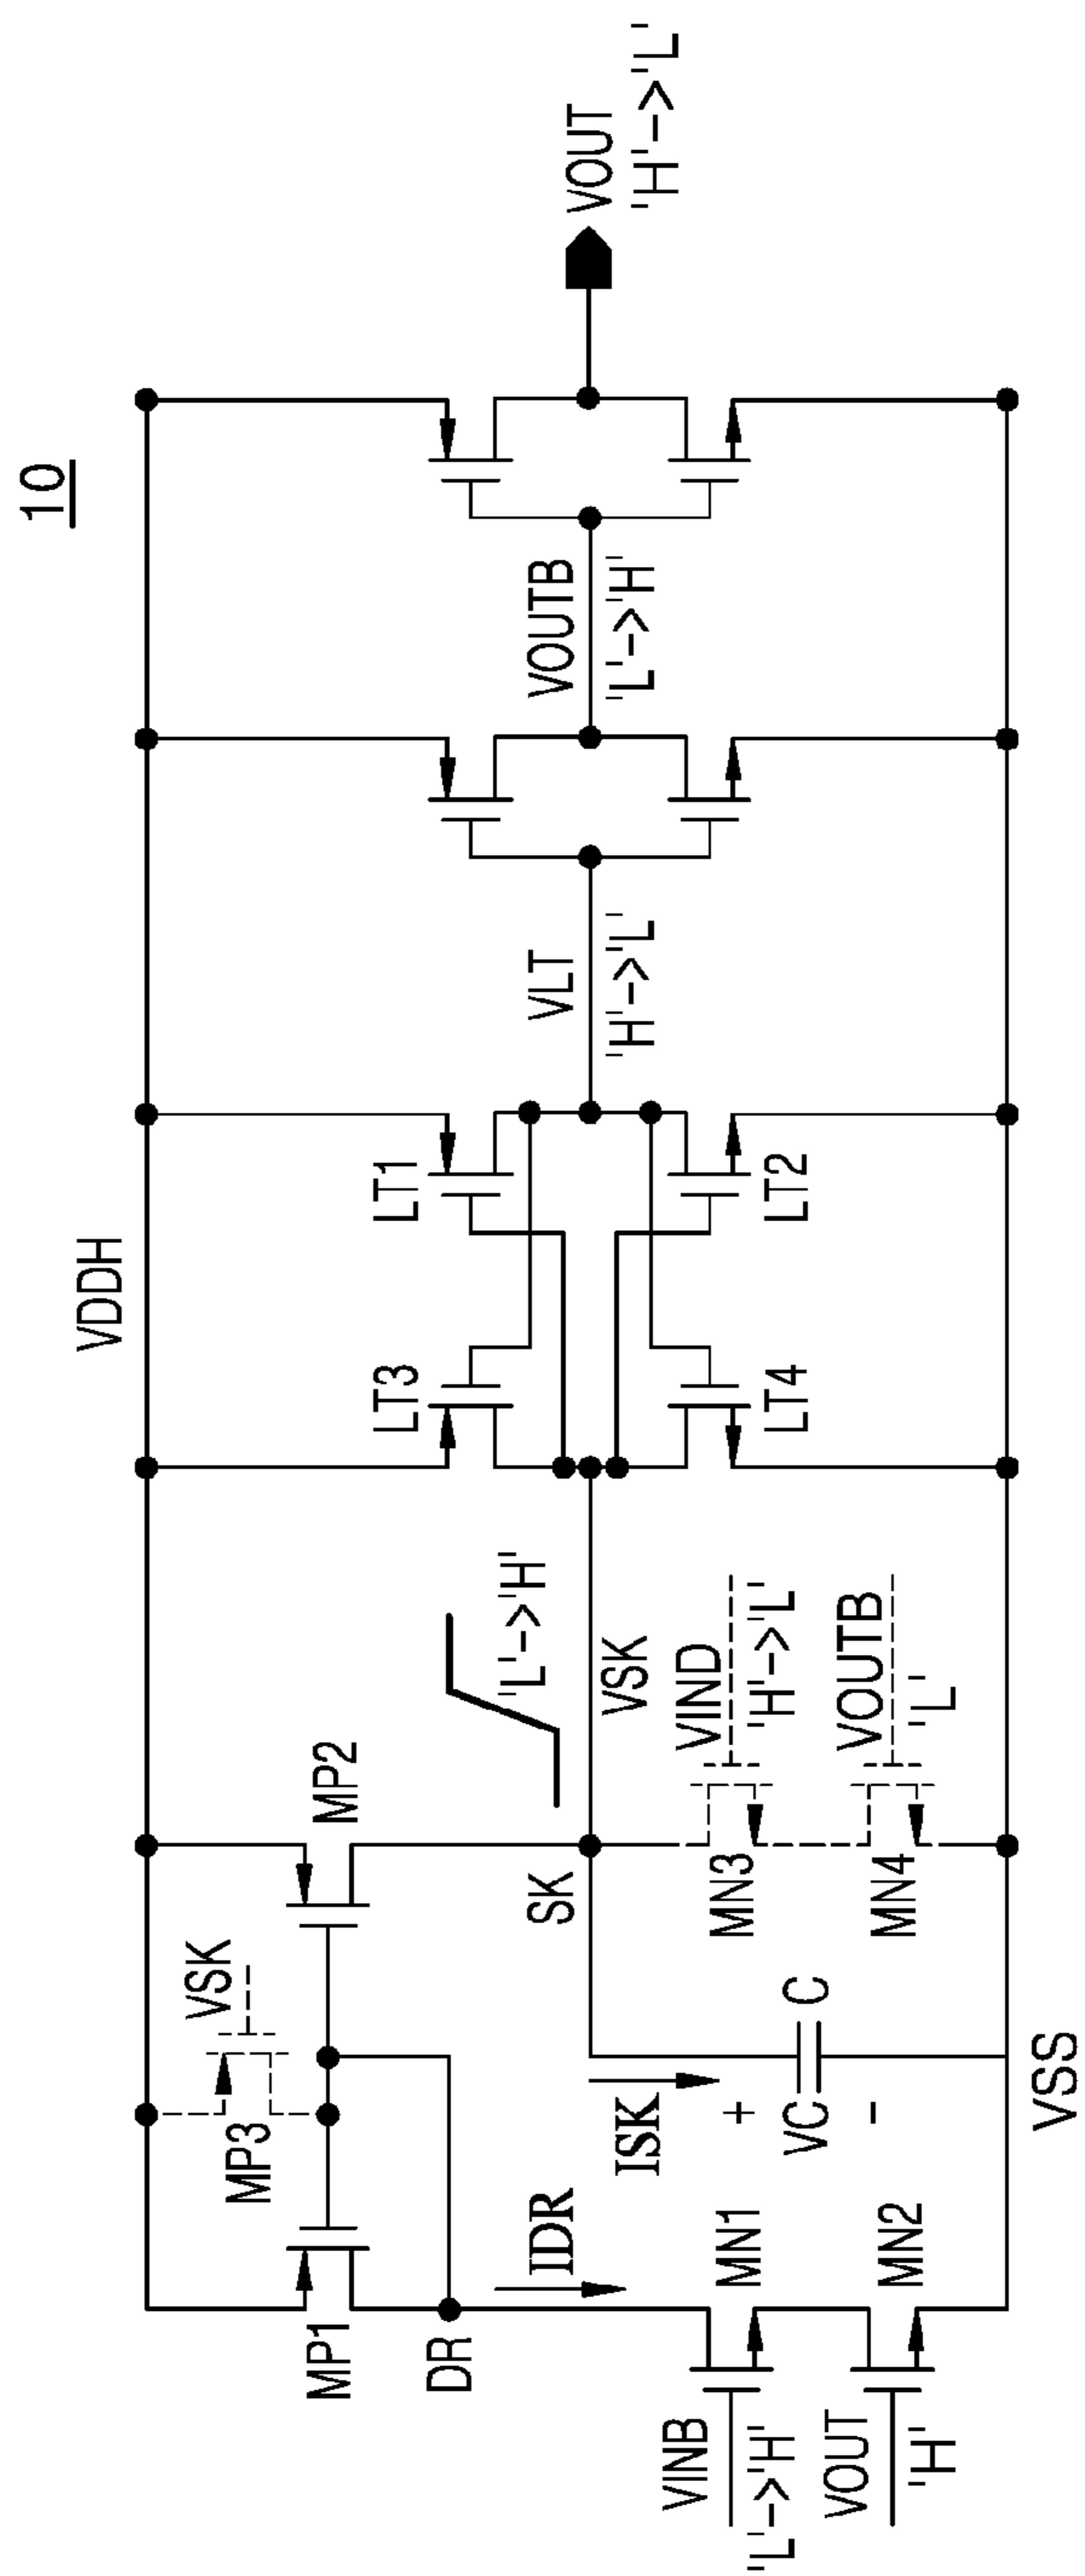 10
VDDH
MP1
MP3
VSK
MP2
DR
IDR
ISK
SK
'L'->'H'
VSK
LT3
LT1
LT4
LT2
VLT
'H'->'L'
VOUTB
'L'->'H'
VOUT
'H'->'L'
VINB
'L'->'H'
MN1
VOUT
'H'
MN2
+
VC C
-
MN3
VIND
'H'->'L'
MN4
VOUTB
'L'
VSS